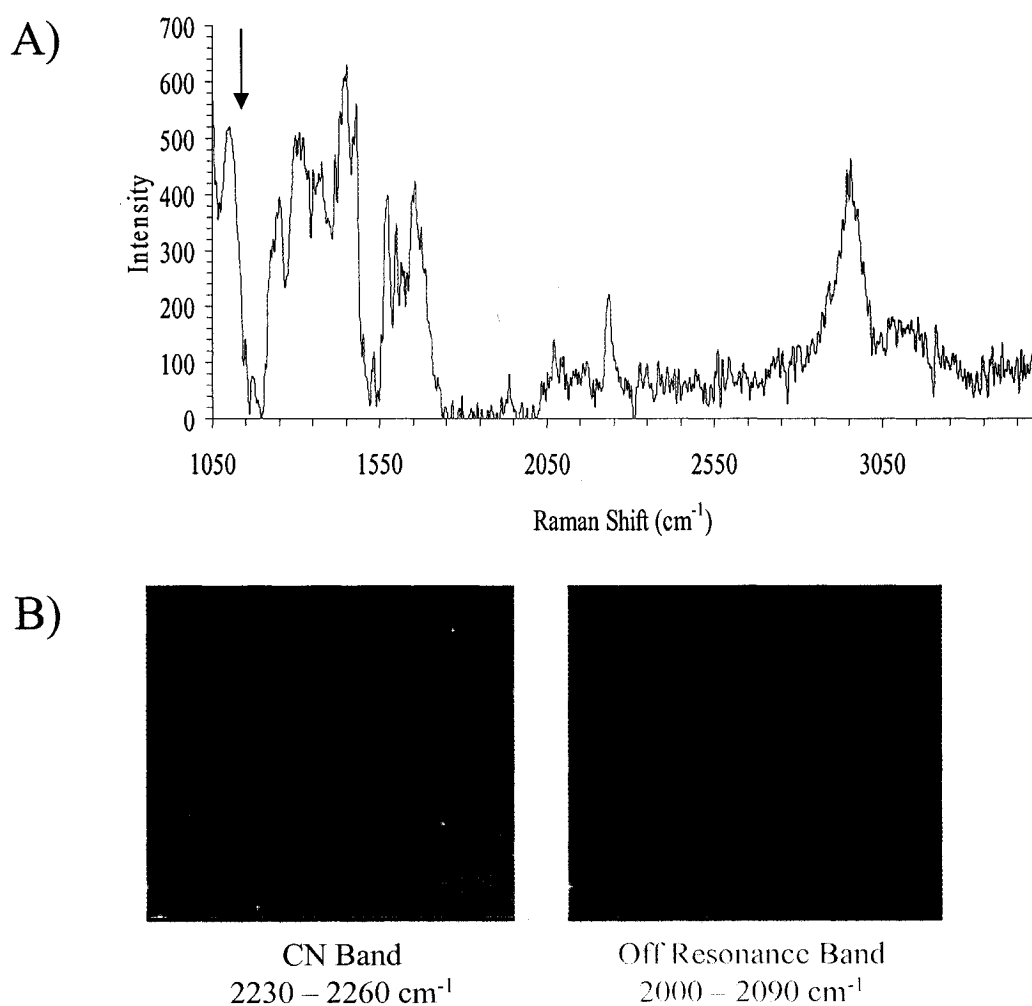 A)
700
600
500
400
300
200
100
0
Intensity
1050 1550 2050 2550 3050
Raman Shift (cm-1)
B)
CN Band Off Resonance Band
2230 – 2260 cm-1 2000 – 2090 cm-1